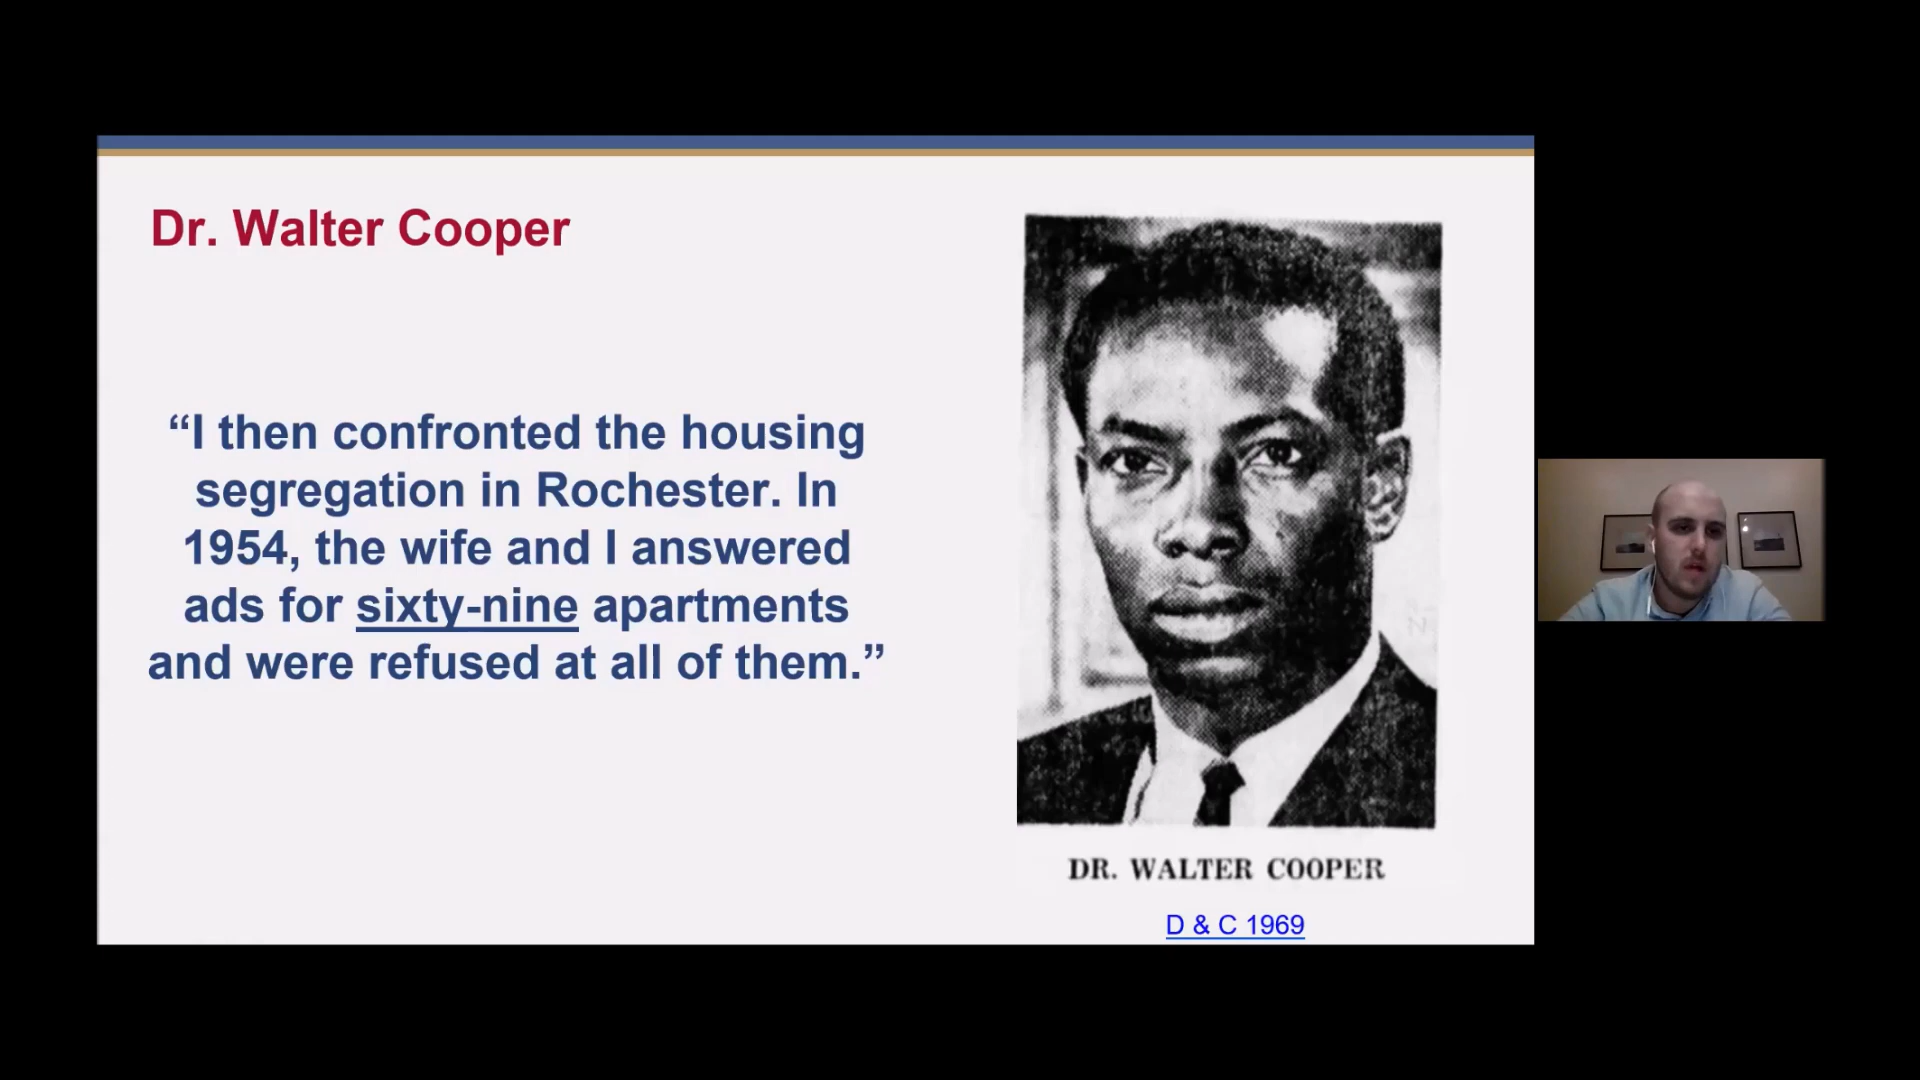 Dr. Walter Cooper
“I then confronted the housing
segregation in Rochester. In
1954, the wife and I answered
ads for sixty-nine apartments
and were refused at all of them.”
DR. WALTER COOPER
D & C 1969